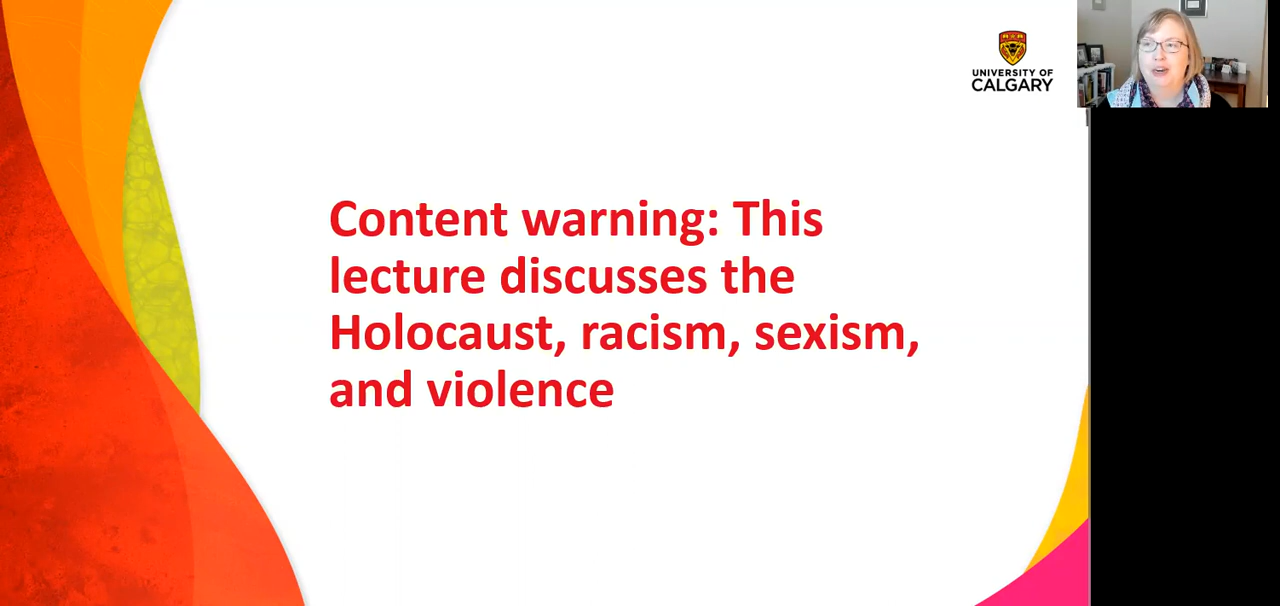 UNIVERSITY OF
CALGARY
Content warning: This
lecture discusses the
Holocaust, racism, sexism,
and violence